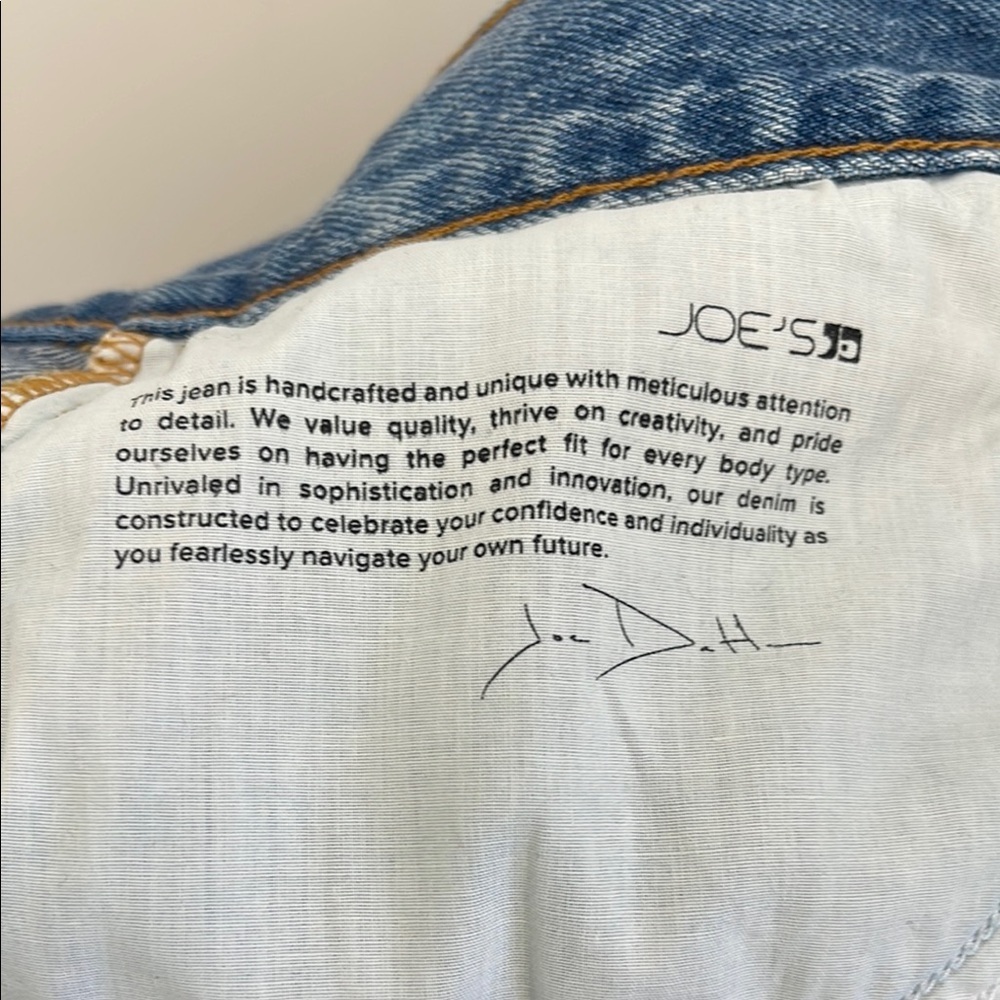 JOE'S
This jean is handcrafted and unique with meticulous attention
to detail. We value quality, thrive on creativity, and pride
ourselves on having the perfect fit for every body type.
Unrivaled in sophistication and innovation, our denim is
constructed to celebrate your confidence and individuality as
you fearlessly navigate your own future.
Joe